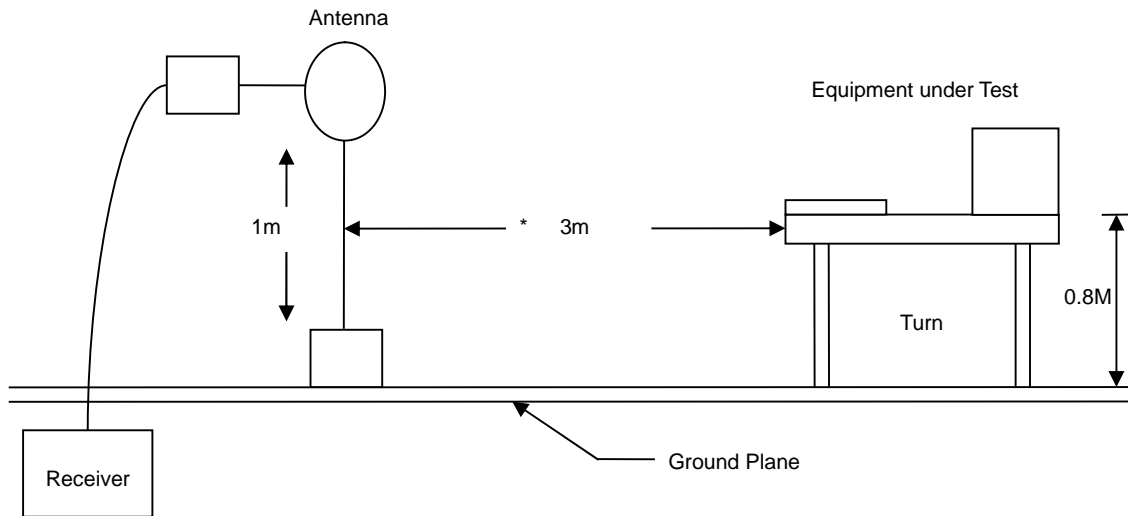 Antenna
Equipment under Test
1m
* 3m
0.8M
Turn
Ground Plane
Receiver